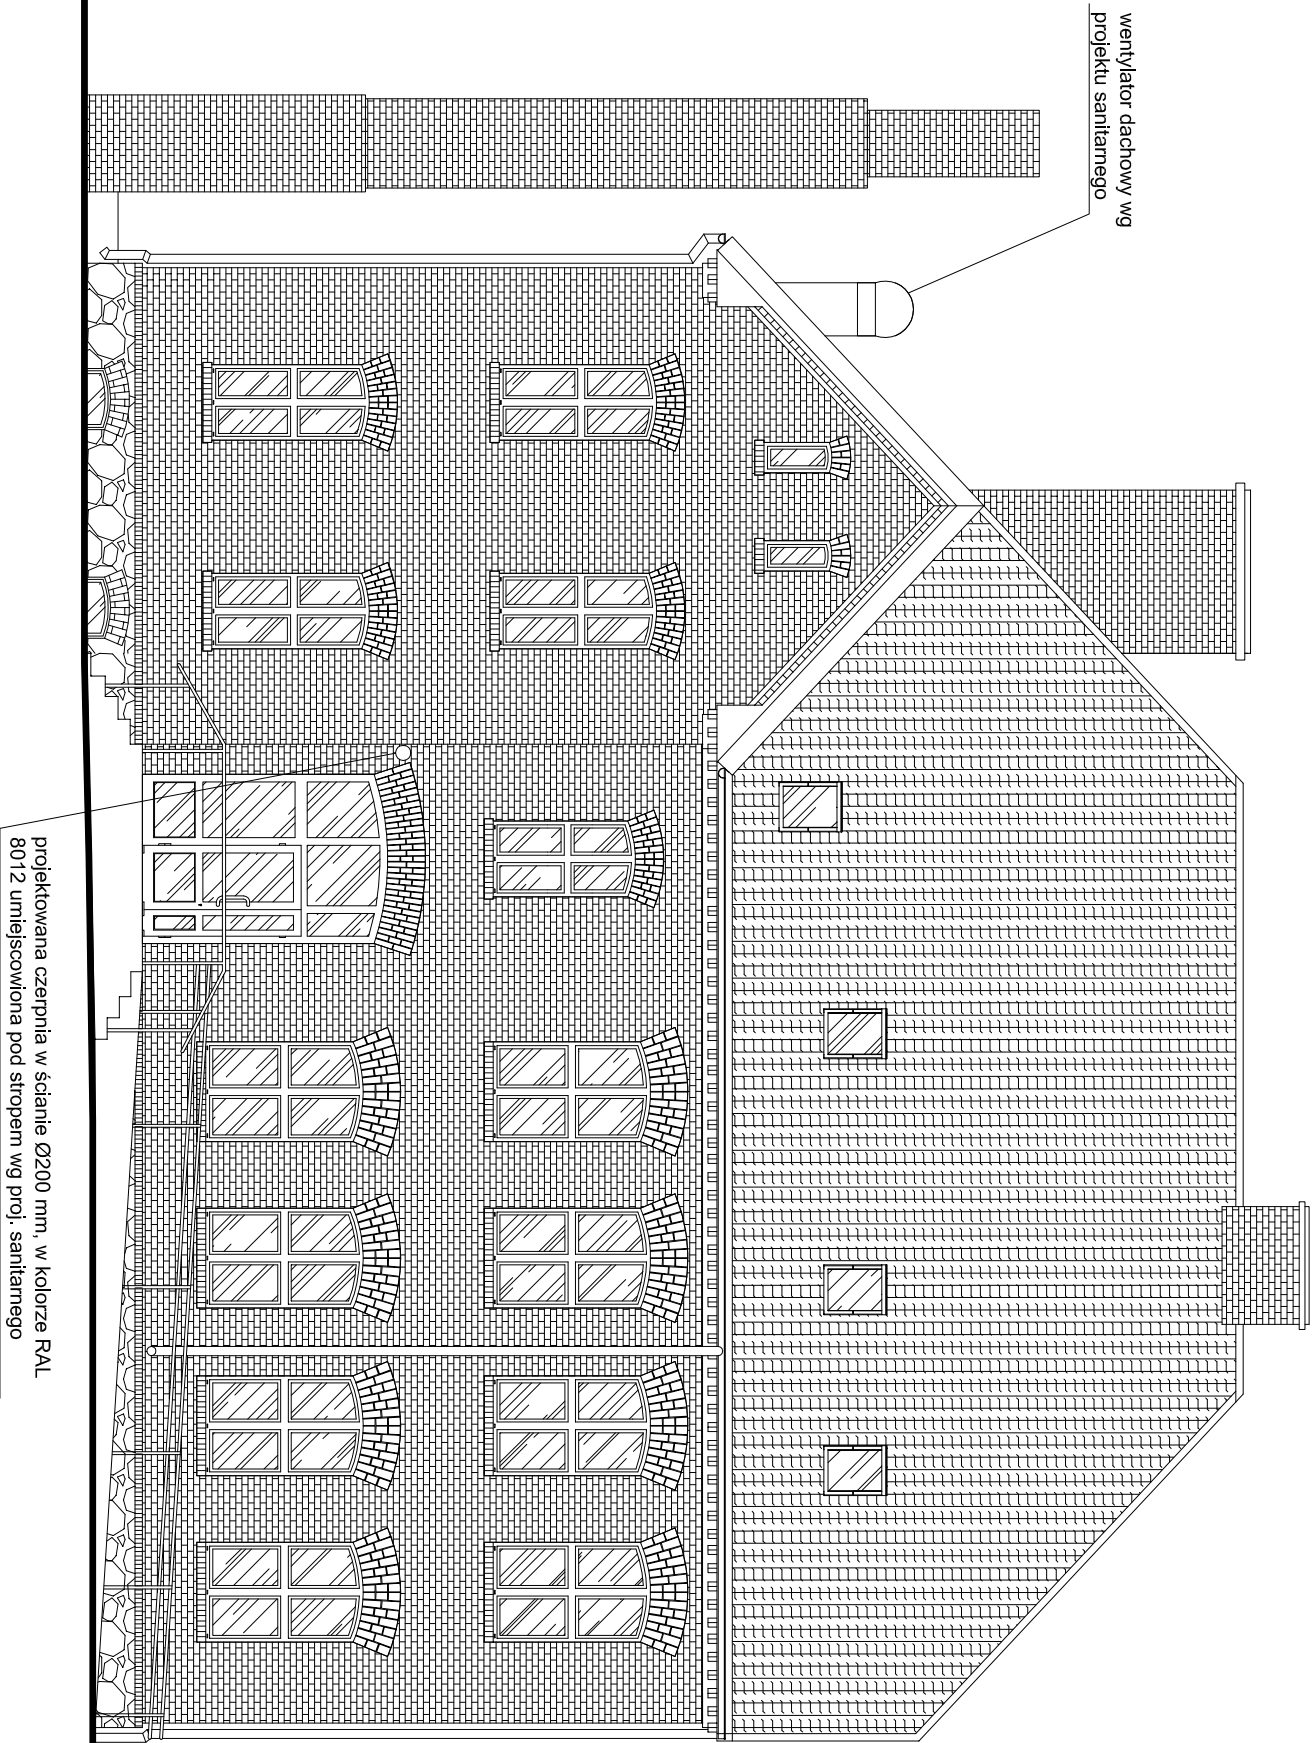 wentylator dachowy wg
projektu sanitarnego
projektowana czerpnia w ścianie Ø200 mm, w kolorze RAL
8012 umiejscowiona pod stropem wg proj. sanitarnego